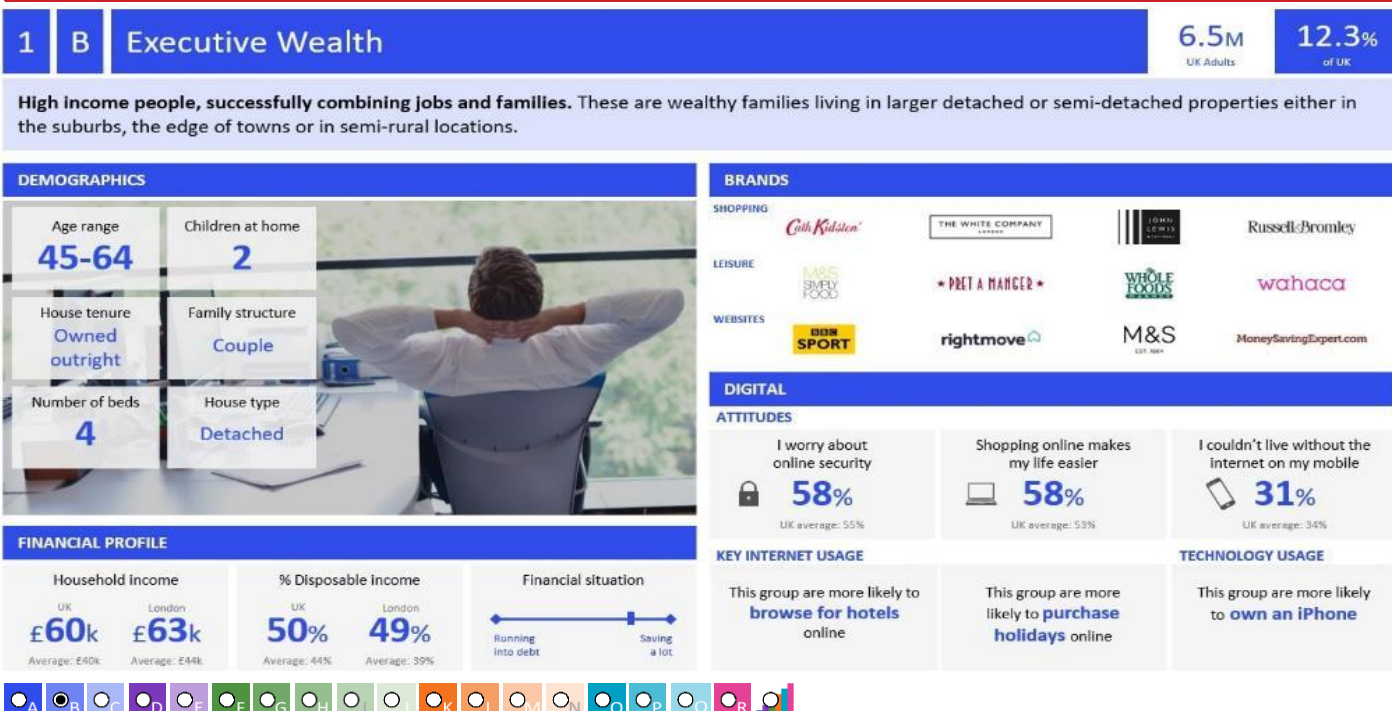 1 B Executive Wealth
6.5M
UK Adults
12.3%
of UK
High income people, successfully combining jobs and families. These are wealthy families living in larger detached or semi-detached properties either in
the suburbs, the edge of towns or in semi-rural locations.
DEMOGRAPHICS
Age range
45-64
Children at home
2
House tenure
Owned
outright
Family structure
Couple
Number of beds
4
House type
Detached
FINANCIAL PROFILE
Household income
UK London
£60k £63k
Average: £40k Average: £44k
% Disposable income
UK London
50% 49%
Average: 44% Average: 39%
Financial situation
Running
into debt
Saving
a lot
BRANDS
SHOPPING
Cath Kidston
THE WHITE COMPANY
LONDON
JOHN
LEWIS
Russell&Bromley
LEISURE
M&S
SIMPLY
FOOD
PRET A MANGER
WHOLE
FOODS
MARKET
wahaca
WEBSITES
BBC
SPORT
rightmove
M&S
EST. 1884
MoneySavingExpert.com
DIGITAL
ATTITUDES
I worry about
online security
58%
UK average: 55%
Shopping online makes
my life easier
58%
UK average: 53%
I couldn't live without the
internet on my mobile
31%
UK average: 34%
KEY INTERNET USAGE
This group are more likely to
browse for hotels
online
This group are more
likely to purchase
holidays online
TECHNOLOGY USAGE
This group are more likely
to own an iPhone
A B C D E F G H I J K L M N O P Q R